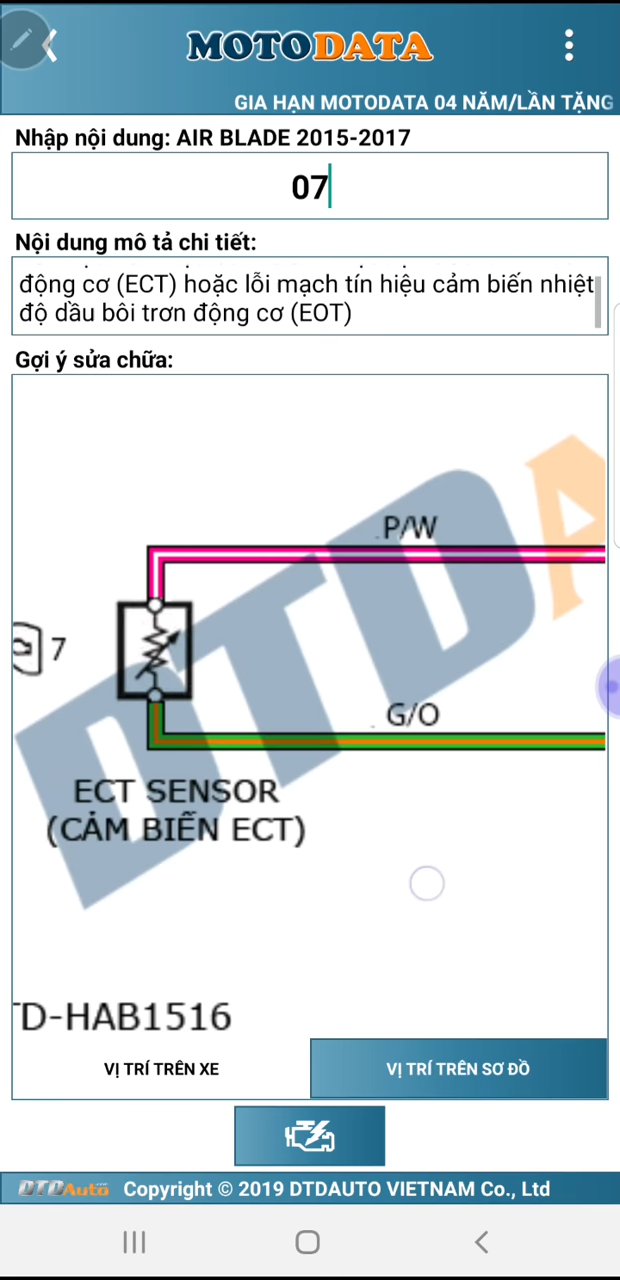 MOTODATA
GIA HẠN MOTODATA 04 NĂM/LẦN TẶNG
Nhập nội dung: AIR BLADE 2015-2017
07
Nội dung mô tả chi tiết:
động cơ (ECT) hoặc lỗi mạch tín hiệu cảm biến nhiệt
độ dầu bôi trơn động cơ (EOT)
Gợi ý sửa chữa:
P/W
7
G/O
ECT SENSOR
(CẢM BIẾN ECT)
DTDA
TD-HAB1516
VỊ TRÍ TRÊN XE
VỊ TRÍ TRÊN SƠ ĐỒ
DTDAuto Copyright © 2019 DTDAUTO VIETNAM Co., Ltd